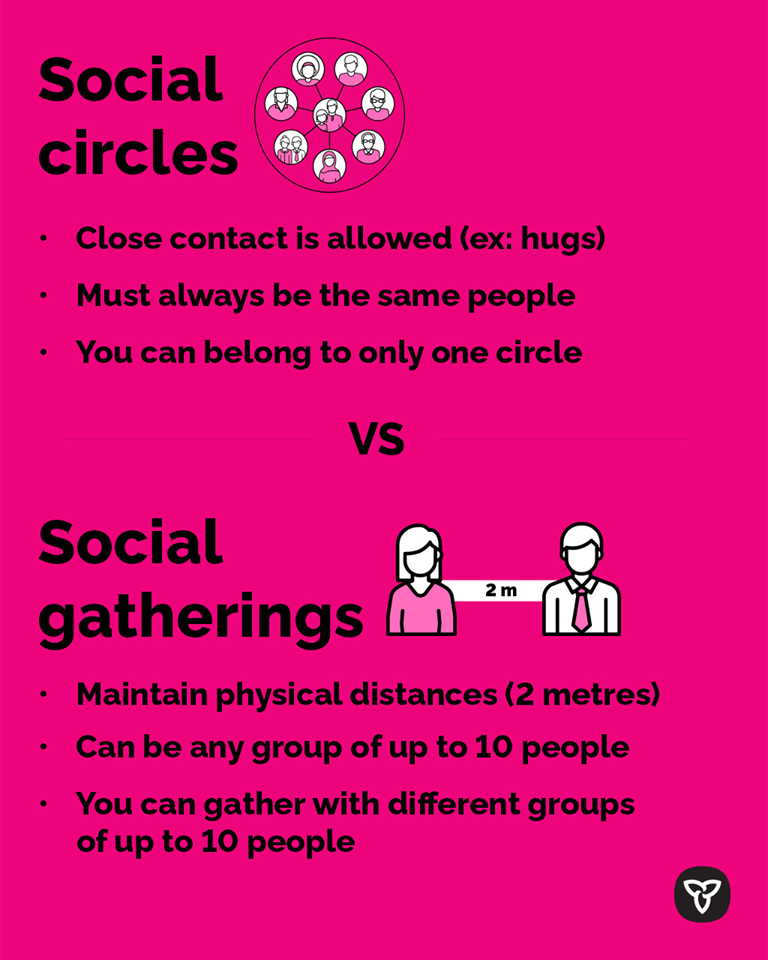 Social
circles
• Close contact is allowed (ex: hugs)
• Must always be the same people
• You can belong to only one circle
VS
Social
gatherings
2 m
• Maintain physical distances (2 metres)
• Can be any group of up to 10 people
• You can gather with different groups
of up to 10 people